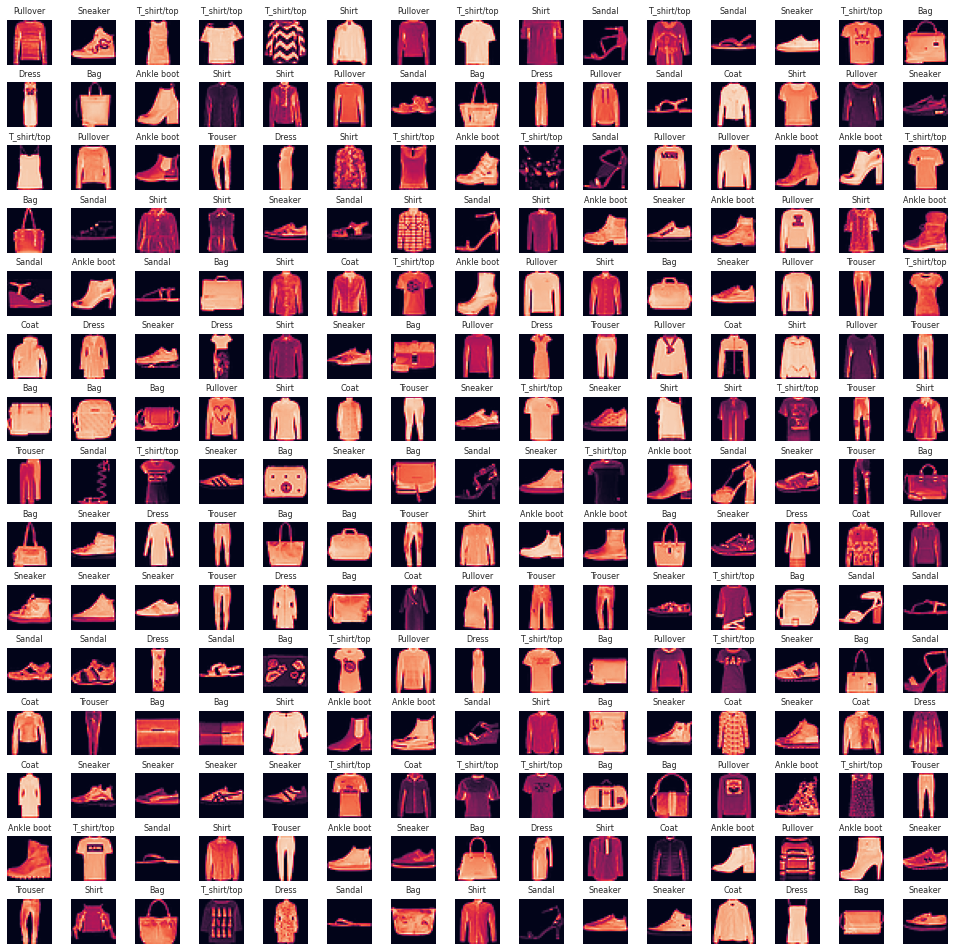 Pullover Sneaker T_shirt/top T_shirt/top T_shirt/top Shirt Pullover T_shirt/top Shirt Sandal T_shirt/top Sandal Sneaker T_shirt/top Bag
Dress Bag Ankle boot Shirt Shirt Pullover Sandal Bag Dress Pullover Sandal Coat Shirt Pullover Sneaker
T_shirt/top Pullover Ankle boot Trouser Dress Shirt T_shirt/top Ankle boot T_shirt/top Sandal Pullover Pullover Ankle boot Ankle boot T_shirt/top
Bag Sandal Shirt Shirt Sneaker Sandal Shirt Sandal Shirt Ankle boot Sneaker Ankle boot Pullover Shirt Ankle boot
Sandal Ankle boot Sandal Bag Shirt Coat T_shirt/top Ankle boot Pullover Shirt Bag Sneaker Pullover Trouser T_shirt/top
Coat Dress Sneaker Dress Shirt Sneaker Bag Pullover Dress Trouser Pullover Coat Shirt Pullover Trouser
Bag Bag Bag Pullover Shirt Coat Trouser Sneaker T_shirt/top Sneaker Shirt Shirt T_shirt/top Trouser Shirt
Trouser Sandal T_shirt/top Sneaker Bag Sneaker Bag Sandal Sneaker T_shirt/top Ankle boot Sandal Sneaker Trouser Bag
Bag Sneaker Dress Trouser Bag Bag Trouser Shirt Ankle boot Ankle boot Bag Sneaker Dress Coat Pullover
Sneaker Sneaker Sneaker Trouser Dress Bag Coat Pullover Trouser Trouser Sneaker T_shirt/top Bag Sandal Sandal
Sandal Sandal Dress Sandal Bag T_shirt/top Pullover Dress T_shirt/top Bag Pullover T_shirt/top Sneaker Bag Sandal
Coat Trouser Bag Bag Shirt Ankle boot Ankle boot Sandal Shirt Bag Sneaker Coat Sneaker Coat Dress
Coat Sneaker Sneaker Sneaker Sneaker T_shirt/top Coat T_shirt/top T_shirt/top Bag Bag Pullover Ankle boot T_shirt/top Trouser
Ankle boot T_shirt/top Sandal Shirt Trouser Ankle boot Sneaker Bag Dress Shirt Coat Ankle boot Pullover Ankle boot Sneaker
Trouser Shirt Bag T_shirt/top Dress Sandal Bag Shirt Sandal Sneaker Sneaker Coat Dress Bag Sneaker